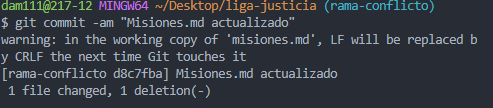 dam111@217-12 MINGW64 ~/Desktop/liga-justicia (rama-conflicto)
$ git commit -am "Misiones.md actualizado"
warning: in the working copy of 'misiones.md', LF will be replaced b
y CRLF the next time Git touches it
[rama-conflicto d8c7fba] Misiones.md actualizado
 1 file changed, 1 deletion(-)